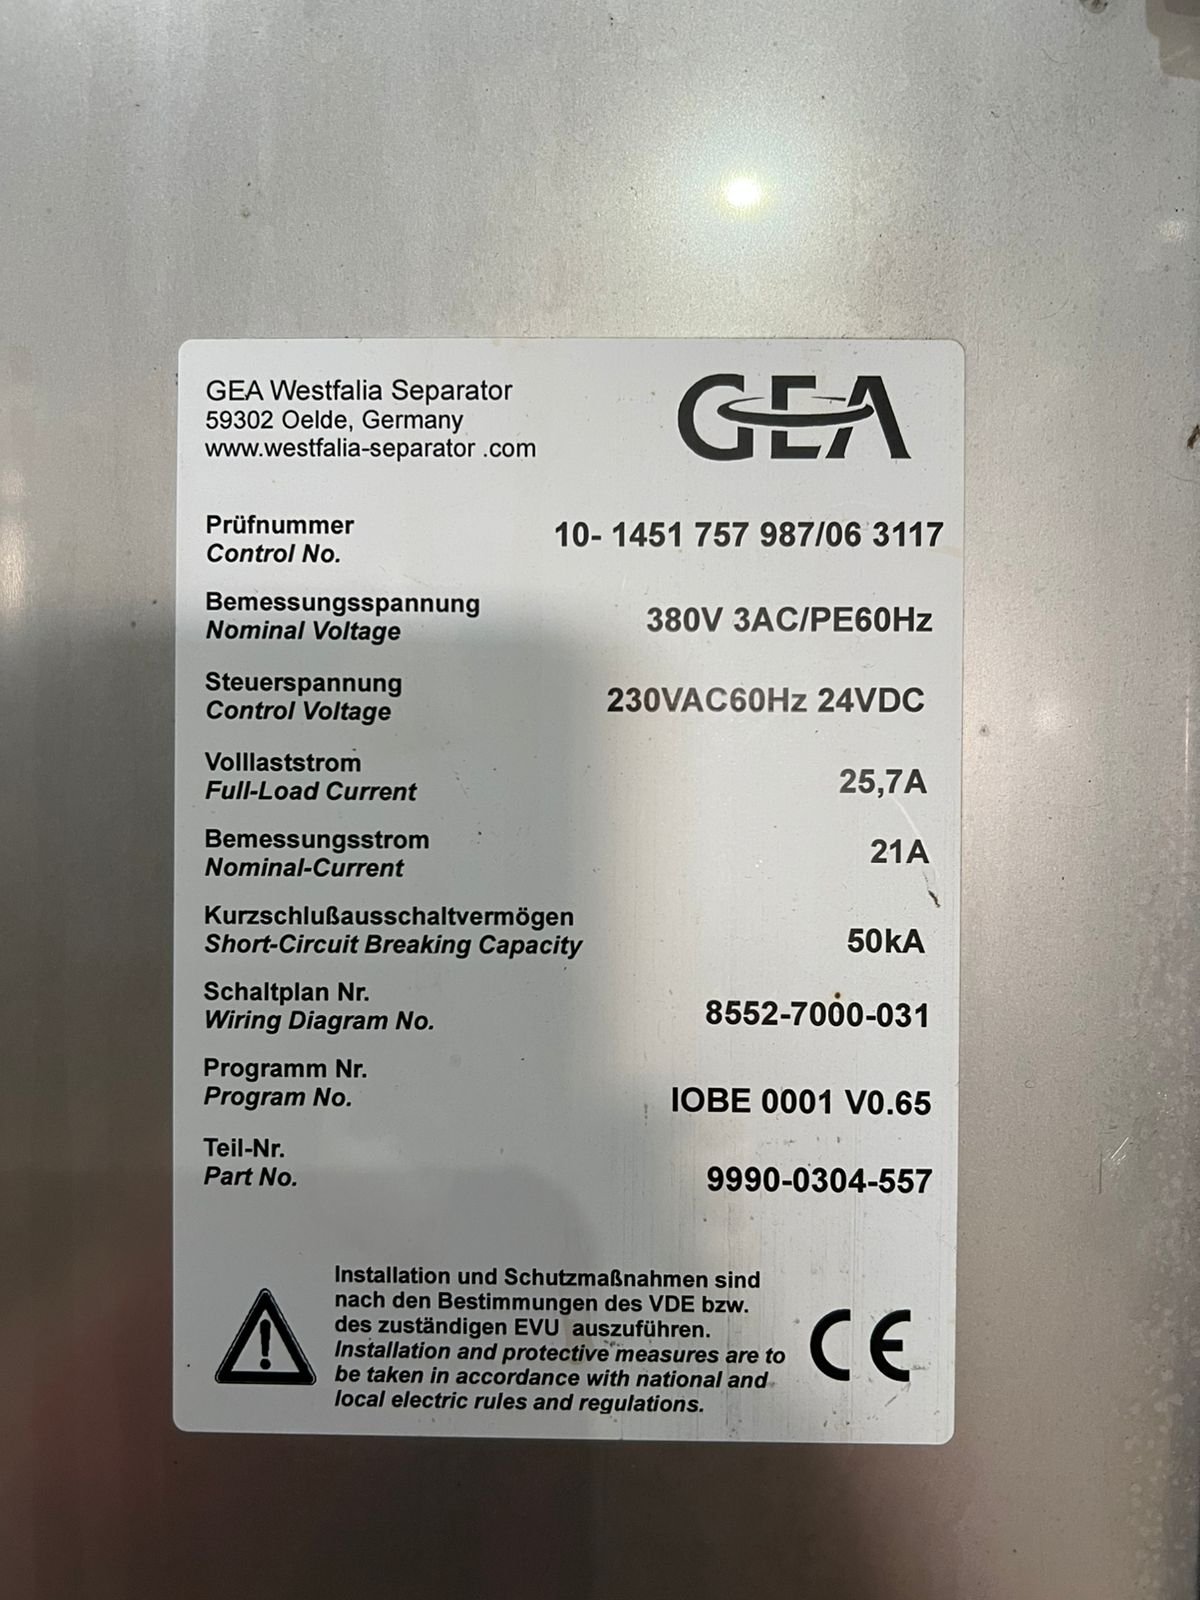 GEA Westfalia Separator
59302 Oelde, Germany
www.westfalia-separator .com
GEA
Prüfnummer
Control No.
10- 1451 757 987/06 3117
Bemessungsspannung
Nominal Voltage
380V 3AC/PE60Hz
Steuerspannung
Control Voltage
230VAC60Hz 24VDC
Volllaststrom
Full-Load Current
25,7A
Bemessungsstrom
Nominal-Current
21A
Kurzschlußausschaltvermögen
Short-Circuit Breaking Capacity
50kA
Schaltplan Nr.
Wiring Diagram No.
8552-7000-031
Programm Nr.
Program No.
IOBE 0001 V0.65
Teil-Nr.
Part No.
9990-0304-557
Installation und Schutzmaßnahmen sind
nach den Bestimmungen des VDE bzw.
des zuständigen EVU auszuführen.
Installation and protective measures are to
be taken in accordance with national and
local electric rules and regulations.
CE